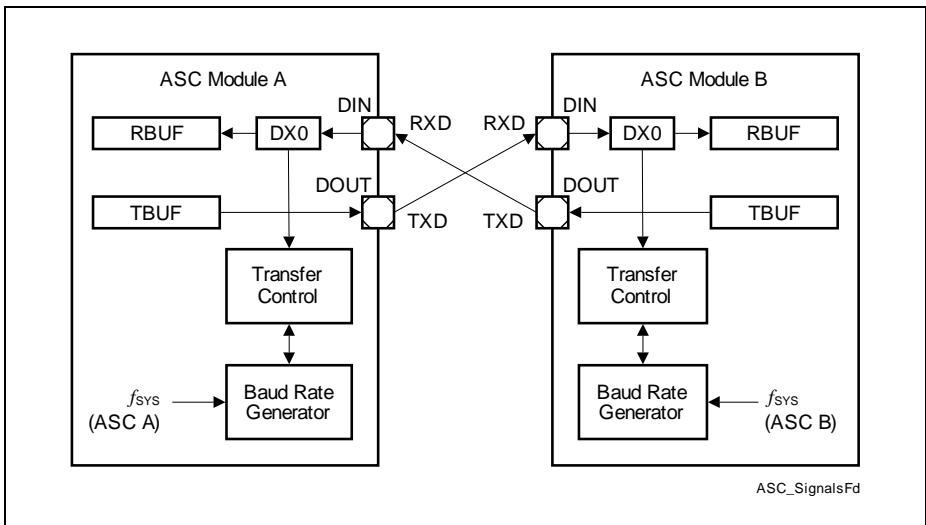 ASC Module A
DIN
RXD
RBUF
DX0
DOUT
TBUF
TXD
Transfer
Control
Baud Rate
Generator
fSYS
(ASC A)
ASC Module B
RXD
DIN
DX0
RBUF
DOUT
TXD
TBUF
Transfer
Control
Baud Rate
Generator
fSYS
(ASC B)
ASC_SignalsFd